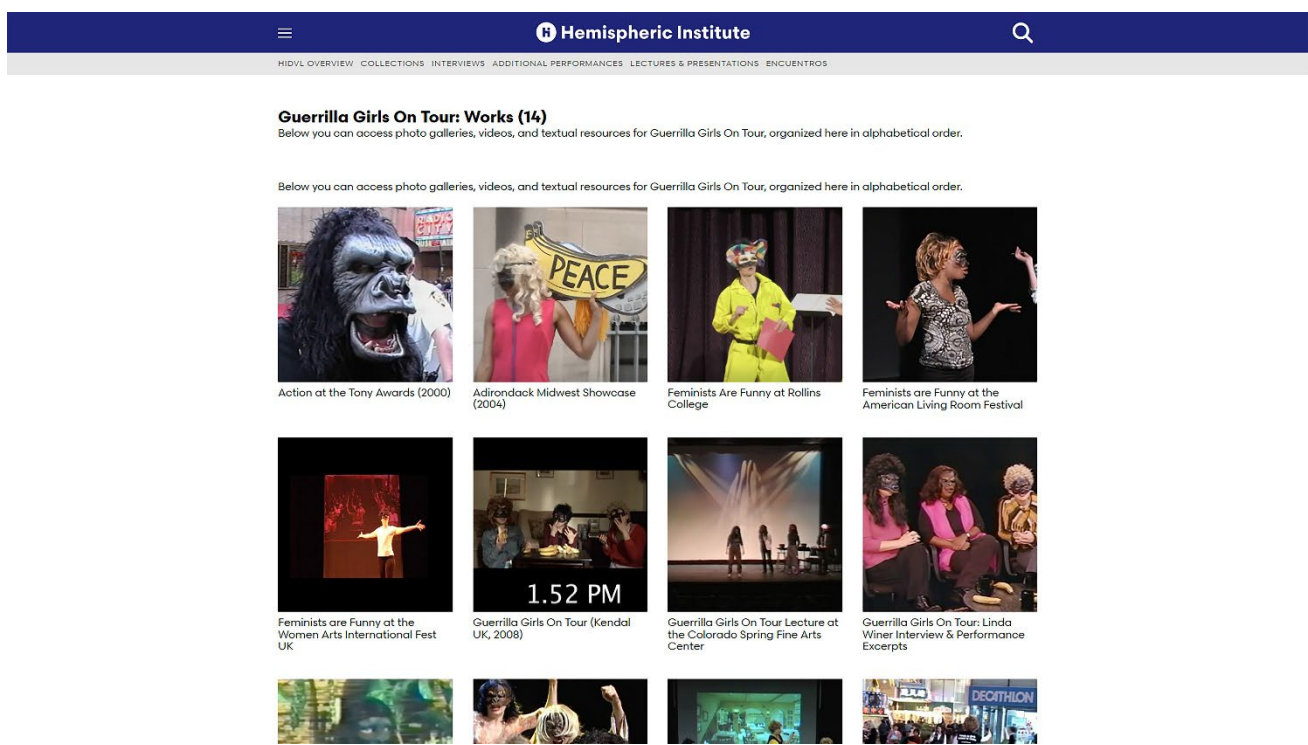 Hemispheric Institute
HIDVL OVERVIEW COLLECTIONS INTERVIEWS ADDITIONAL PERFORMANCES LECTURES & PRESENTATIONS ENCUENTROS
Guerrilla Girls On Tour: Works (14)
Below you can access photo galleries, videos, and textual resources for Guerrilla Girls On Tour, organized here in alphabetical order.
Below you can access photo galleries, videos, and textual resources for Guerrilla Girls On Tour, organized here in alphabetical order.
RADIO
CITY
PEACE
Action at the Tony Awards (2000)
Adirondack Midwest Showcase
(2004)
Feminists Are Funny at Rollins
College
Feminists are Funny at the
American Living Room Festival
1.52 PM
Feminists are Funny at the
Women Arts International Fest
UK
Guerrilla Girls On Tour (Kendal
UK, 2008)
Guerrilla Girls On Tour Lecture at
the Colorado Spring Fine Arts
Center
Guerrilla Girls On Tour: Linda
Winer Interview & Performance
Excerpts
DECATHLON